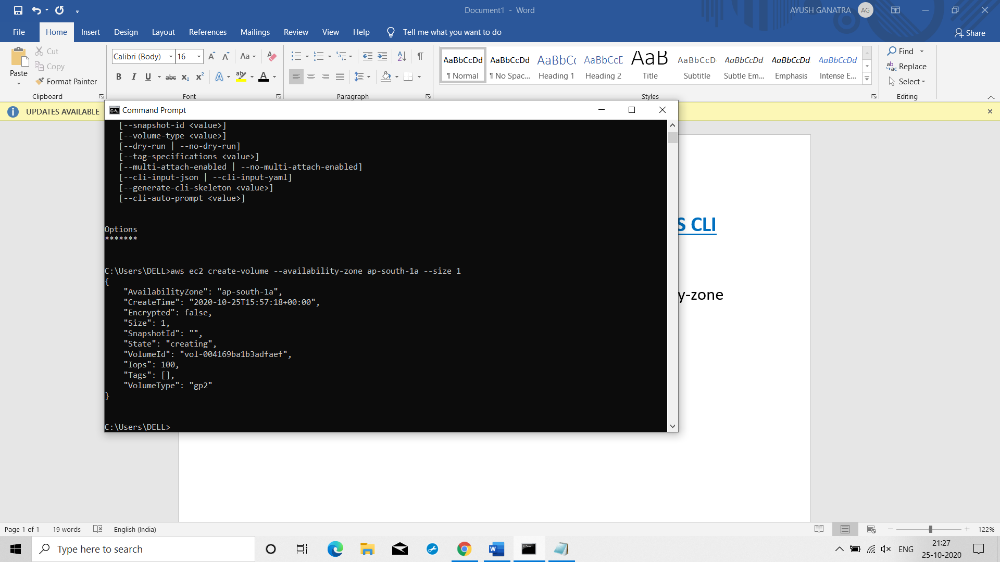 Document1 - Word
AYUSH GANATRA AG
File Home Insert Design Layout References Mailings Review View Help Tell me what you want to do Share
Paste
Cut
Copy
Format Painter
Clipboard
Calibri (Body) 16
Aa
B I U abc X₂ X² A ab A
Font
Paragraph
AaBbCcDd AaBbCcDd AaBbCc AaBbCcE AaB AaBbCcD AaBbCcDd AaBbCcDd AaBbCcDd
¶ Normal ¶ No Spac... Heading 1 Heading 2 Title Subtitle Subtle Em... Emphasis Intense E...
Styles
Find
Replace
Select
Editing
UPDATES AVAILABLE
Command Prompt
[--snapshot-id <value>]
[--volume-type <value>]
[--dry-run | --no-dry-run]
[--tag-specifications <value>]
[--multi-attach-enabled | --no-multi-attach-enabled]
[--cli-input-json | --cli-input-yaml]
[--generate-cli-skeleton <value>]
[--cli-auto-prompt <value>]
Options
*******
C:\Users\DELL>aws ec2 create-volume --availability-zone ap-south-1a --size 1
{
"AvailabilityZone": "ap-south-1a",
"CreateTime": "2020-10-25T15:57:18+00:00",
"Encrypted": false,
"Size": 1,
"SnapshotId": "",
"State": "creating",
"VolumeId": "vol-004169ba1b3adfaef",
"Iops": 100,
"Tags": [],
"VolumeType": "gp2"
}
C:\Users\DELL>
S CLI
y-zone
Page 1 of 1 19 words English (India) 122%
Type here to search
ENG
21:27
25-10-2020